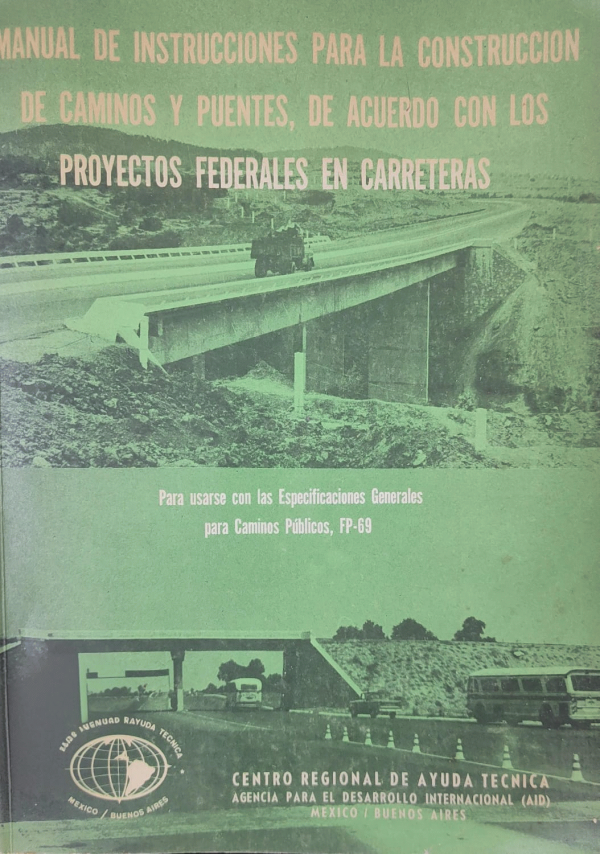 MANUAL DE INSTRUCCIONES PARA LA CONSTRUCCION
DE CAMINOS Y PUENTES, DE ACUERDO CON LOS
PROYECTOS FEDERALES EN CARRETERAS
Para usarse con las Especificaciones Generales
para Caminos Públicos, FP-69
AYUDA TECNICA
MEXICO / BUENOS AIRES
CENTRO REGIONAL DE AYUDA TECNICA
AGENCIA PARA EL DESARROLLO INTERNACIONAL (AID)
MEXICO / BUENOS AIRES